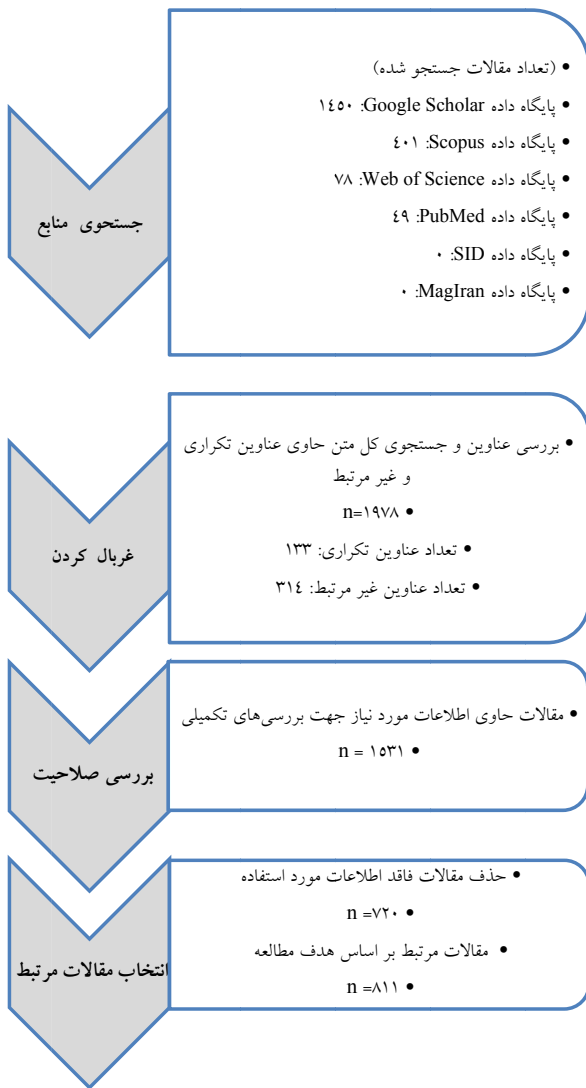 جستجوی منابع
• (تعداد مقالات جستجو شده)
• پایگاه داده Google Scholar: ۱٤٥۰
• پایگاه داده Scopus: ٤۰۱
• پایگاه داده Web of Science: ۷۸
• پایگاه داده PubMed: ٤۹
• پایگاه داده SID: ۰
• پایگاه داده MagIran: ۰
غربال کردن
• بررسی عناوین و جستجوی کل متن حاوی عناوین تکراری
و غیر مرتبط
• n=۱۹۷۸
• تعداد عناوین تکراری: ۱۳۳
• تعداد عناوین غیر مرتبط: ۳۱٤
بررسی صلاحیت
• مقالات حاوی اطلاعات مورد نیاز جهت بررسی‌های تکمیلی
• n = ۱٥۳۱
انتخاب مقالات مرتبط
• حذف مقالات فاقد اطلاعات مورد استفاده
• n =۷۲۰
• مقالات مرتبط بر اساس هدف مطالعه
• n =۸۱۱